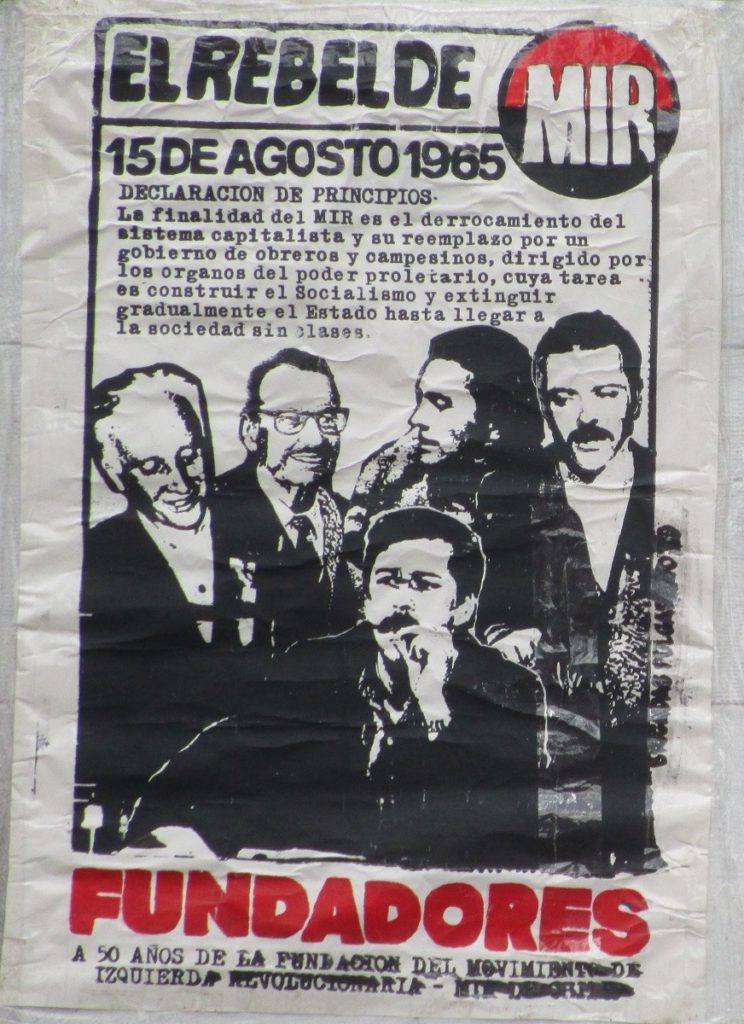 EL REBELDE
MIR
15 DE AGOSTO 1965
DECLARACION DE PRINCIPIOS.
La finalidad del MIR es el derrocamiento del
sistema capitalista y su reemplazo por un
gobierno de obreros y campesinos, dirigido por
los organos del poder proletario, cuya tarea
es construir el Socialismo y extinguir
gradualmente el Estado hasta llegar a
la sociedad sin clases.
FUNDADORES
A 50 AÑOS DE LA FUNDACION DEL MOVIMIENTO DE
IZQUIERDA REVOLUCIONARIA - MIR DE